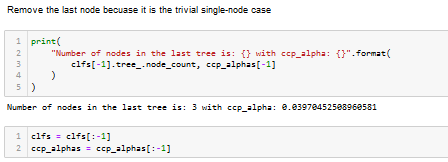 Remove the last node becuase it is the trivial single-node case
1 print(
2 "Number of nodes in the last tree is: {} with ccp_alpha: {}".format(
3 clfs[-1].tree_.node_count, ccp_alphas[-1]
4 )
5 )
Number of nodes in the last tree is: 3 with ccp_alpha: 0.03970452508960581
1 clfs = clfs[:-1]
2 ccp_alphas = ccp_alphas[:-1]